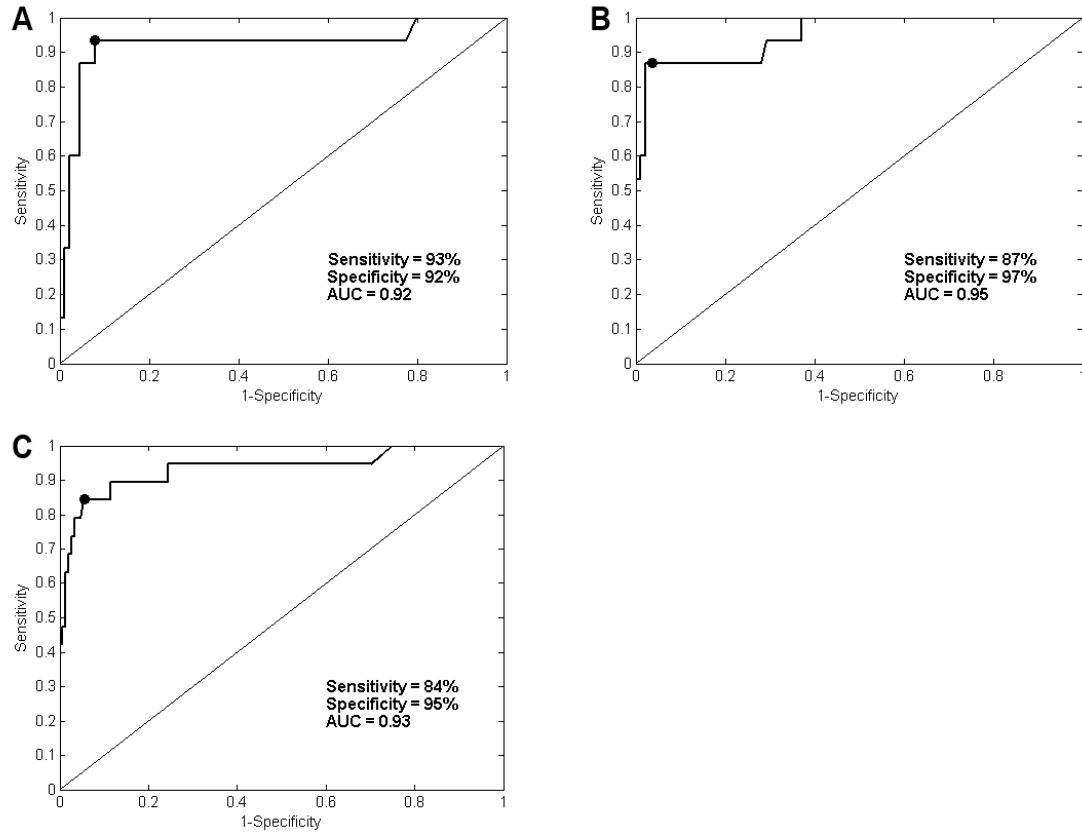 A
1
0.9
0.8
0.7
0.6
0.5
0.4
0.3
0.2
0.1
0
Sensitivity
Sensitivity = 93%
Specificity = 92%
AUC = 0.92
0 0.2 0.4 0.6 0.8 1
1-Specificity
B
1
0.9
0.8
0.7
0.6
0.5
0.4
0.3
0.2
0.1
0
Sensitivity
Sensitivity = 87%
Specificity = 97%
AUC = 0.95
0 0.2 0.4 0.6 0.8 1
1-Specificity
C
1
0.9
0.8
0.7
0.6
0.5
0.4
0.3
0.2
0.1
0
Sensitivity
Sensitivity = 84%
Specificity = 95%
AUC = 0.93
0 0.2 0.4 0.6 0.8 1
1-Specificity